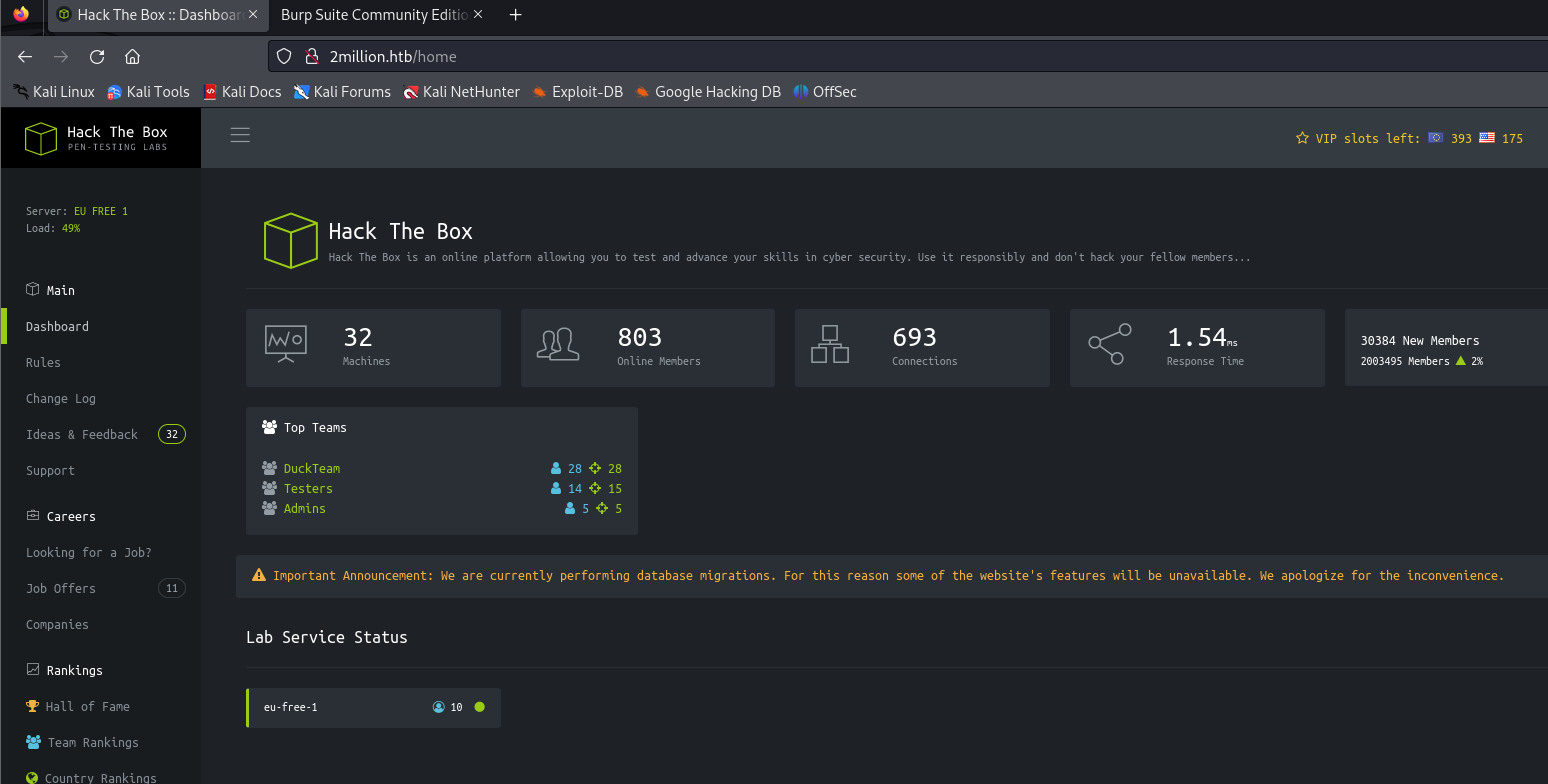 Hack The Box :: Dashboar
Burp Suite Community Editio
2million.htb/home
Kali Linux Kali Tools Kali Docs Kali Forums Kali NetHunter Exploit-DB Google Hacking DB OffSec
Hack The Box
PEN-TESTING LABS
VIP slots left: 393 175
Server: EU FREE 1
Load: 49%
Main
Dashboard
Rules
Change Log
Ideas & Feedback 32
Support
Careers
Looking for a Job?
Job Offers 11
Companies
Rankings
Hall of Fame
Team Rankings
Country Rankings
Hack The Box
Hack The Box is an online platform allowing you to test and advance your skills in cyber security. Use it responsibly and don't hack your fellow members...
32
Machines
803
Online Members
693
Connections
1.54ms
Response Time
30384 New Members
2003495 Members 2%
Top Teams
DuckTeam 28 28
Testers 14 15
Admins 5 5
Important Announcement: We are currently performing database migrations. For this reason some of the website's features will be unavailable. We apologize for the inconvenience.
Lab Service Status
eu-free-1 10